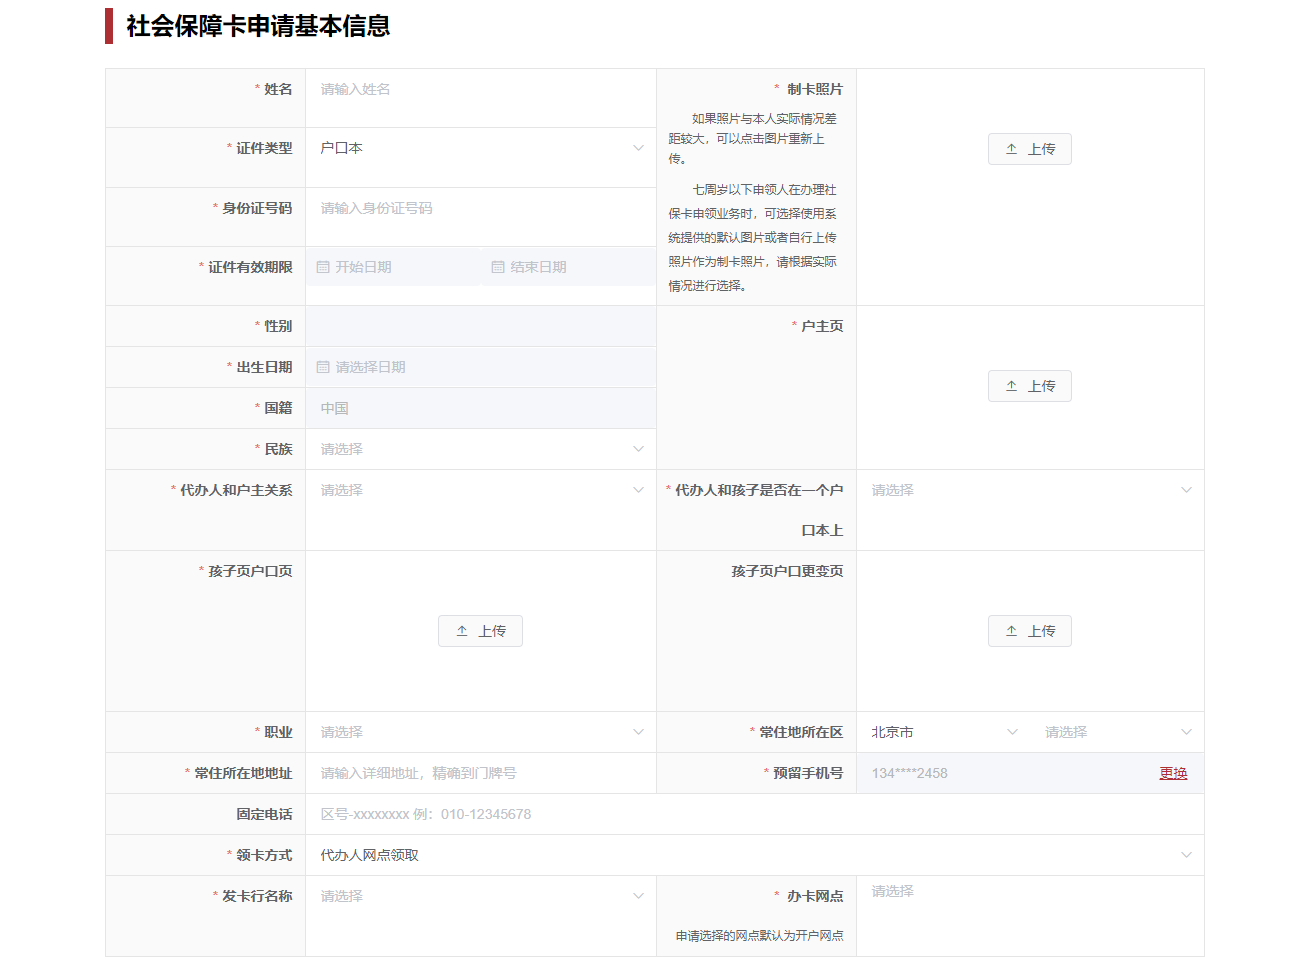 社会保障卡申请基本信息
* 姓名
请输入姓名
* 制卡照片
如果照片与本人实际情况差
距较大，可以点击图片重新上
传。
七周岁以下申领人在办理社
保卡申领业务时，可选择使用系
统提供的默认图片或者自行上传
照片作为制卡照片，请根据实际
情况进行选择。
上传
* 证件类型
户口本
* 身份证号码
请输入身份证号码
* 证件有效期限
开始日期
结束日期
* 性别
* 户主页
上传
* 出生日期
请选择日期
* 国籍
中国
* 民族
请选择
* 代办人和户主关系
请选择
* 代办人和孩子是否在一个户
口本上
请选择
* 孩子页户口页
上传
孩子页户口更变页
上传
* 职业
请选择
* 常住地所在区
北京市
请选择
* 常住所在地地址
请输入详细地址，精确到门牌号
* 预留手机号
134****2458
更换
固定电话
区号-xxxxxxxx 例：010-12345678
* 领卡方式
代办人网点领取
* 发卡行名称
请选择
* 办卡网点
申请选择的网点默认为开户网点
请选择